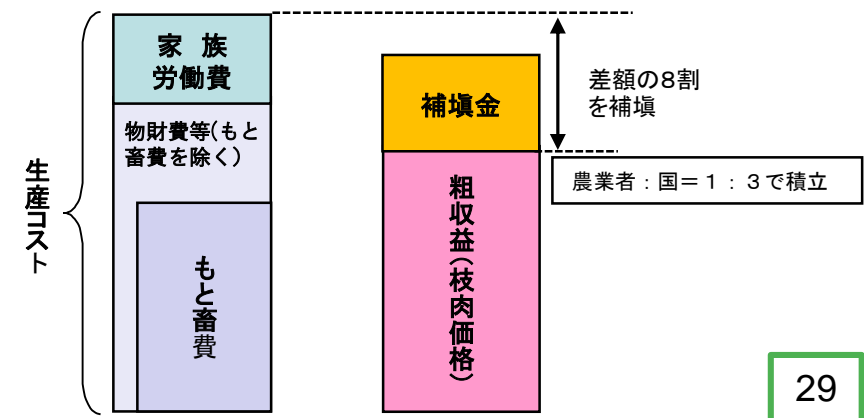 家 族
労働費
物財費等(もと
畜費を除く)
もと畜費
生産コスト
補塡金
粗収益(枝肉価格)
差額の8割
を補塡
農業者：国＝１：３で積立
29